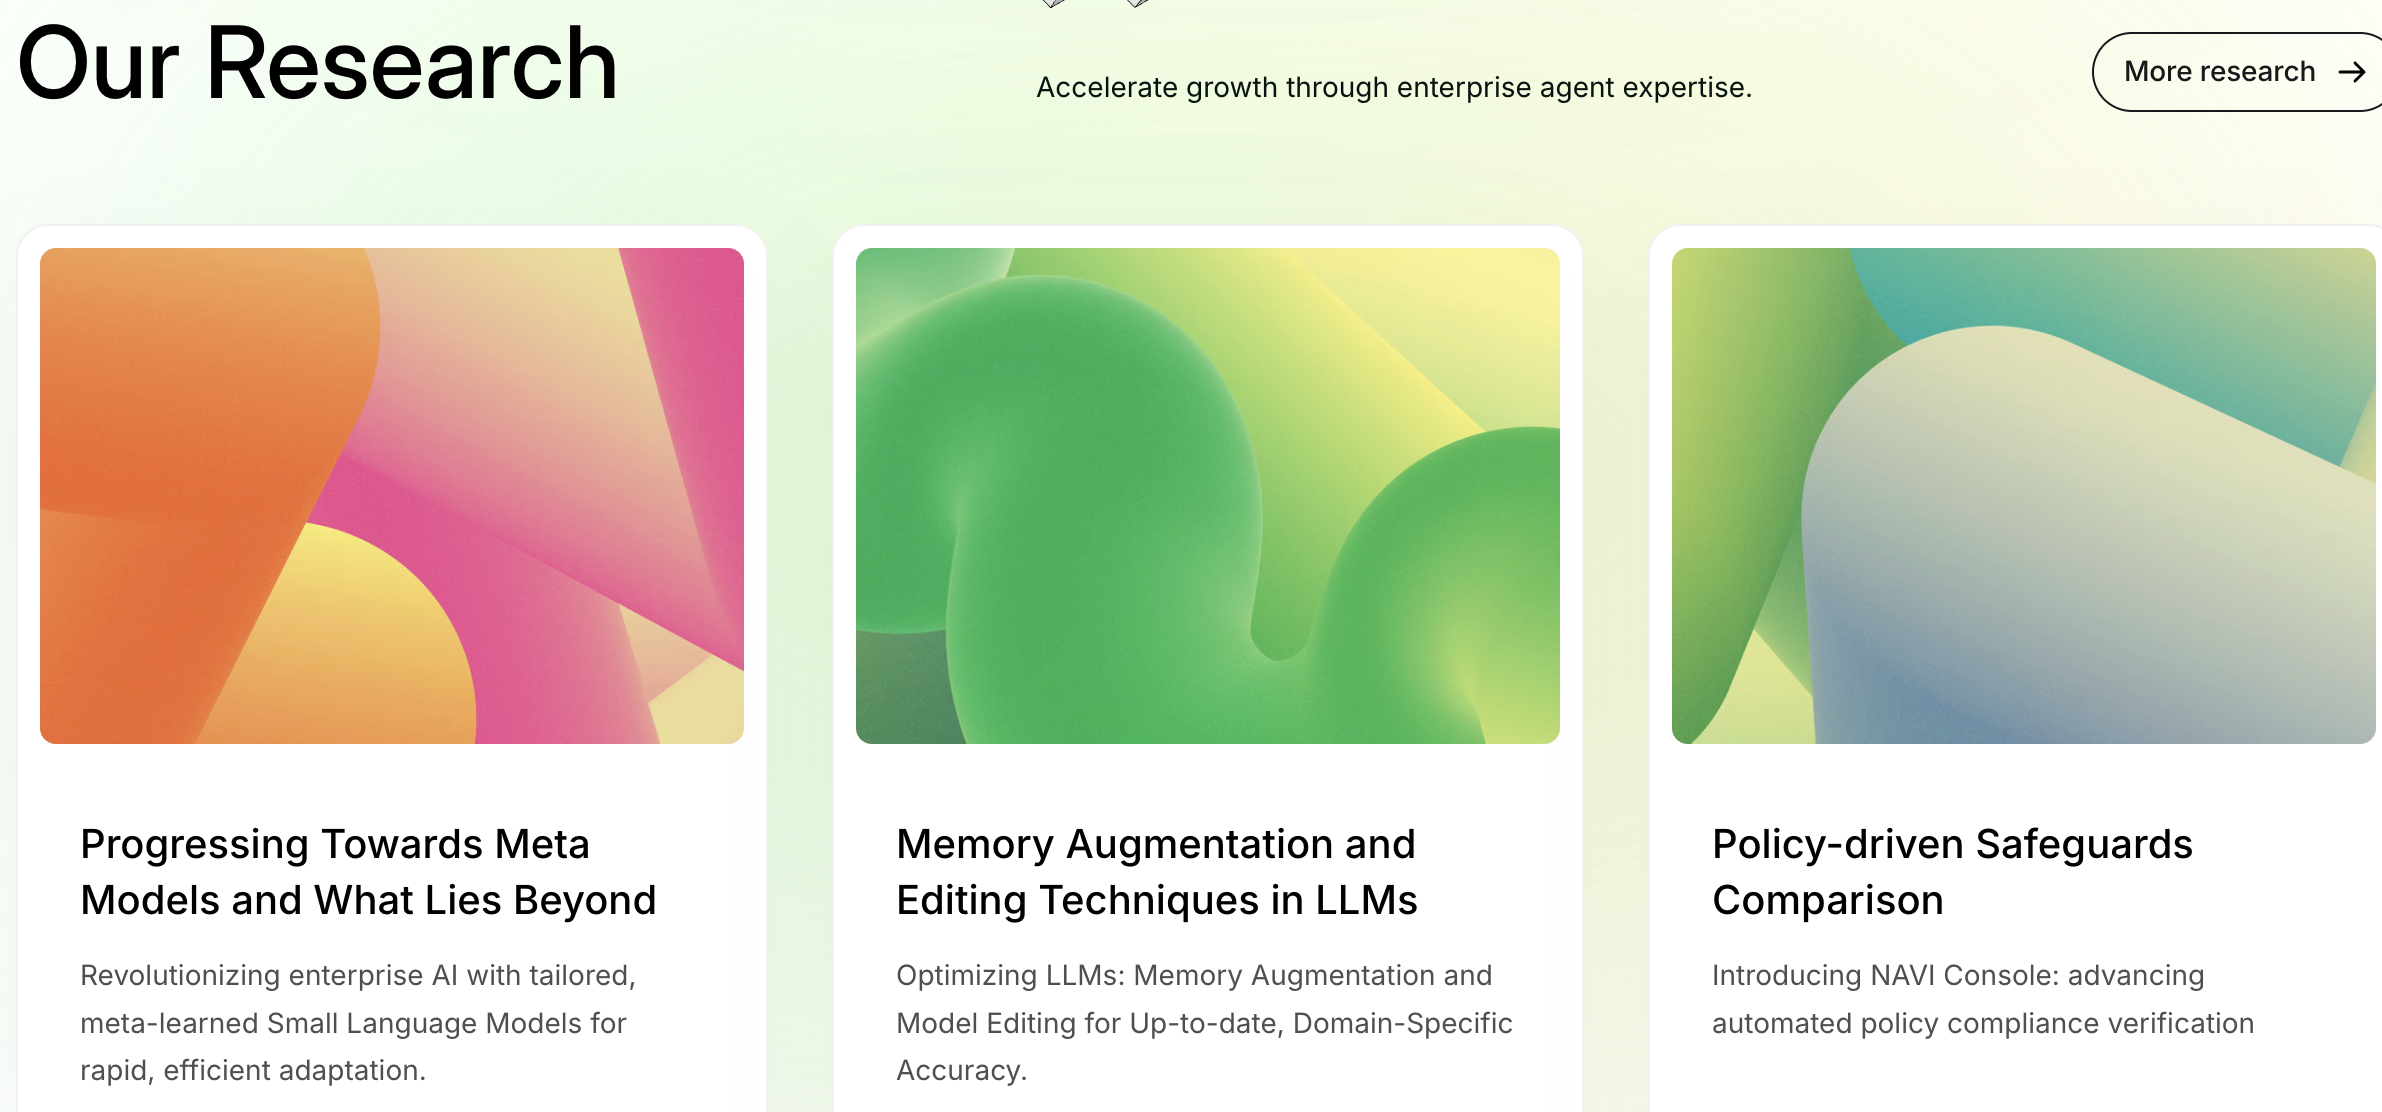 Our Research
Accelerate growth through enterprise agent expertise.
More research
Progressing Towards Meta
Models and What Lies Beyond
Revolutionizing enterprise AI with tailored,
meta-learned Small Language Models for
rapid, efficient adaptation.
Memory Augmentation and
Editing Techniques in LLMs
Optimizing LLMs: Memory Augmentation and
Model Editing for Up-to-date, Domain-Specific
Accuracy.
Policy-driven Safeguards
Comparison
Introducing NAVI Console: advancing
automated policy compliance verification